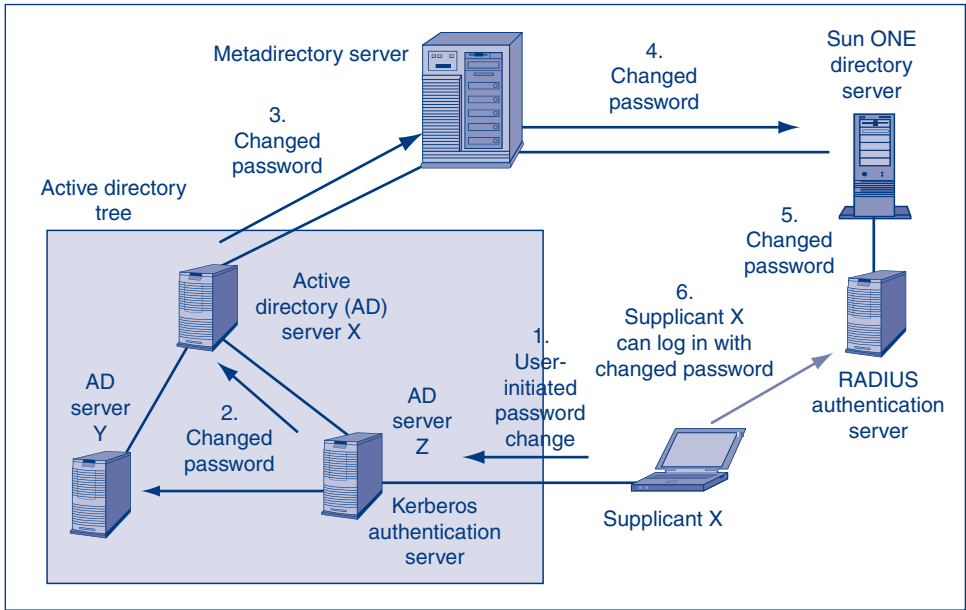 Metadirectory server
4.
Changed
password
Sun ONE
directory
server
3.
Changed
password
Active directory
tree
5.
Changed
password
Active
directory (AD)
server X
6.
Supplicant X
can log in with
changed password
1.
User-
initiated
password
change
RADIUS
authentication
server
AD
server
Y
2.
Changed
password
AD
server
Z
Kerberos
authentication
server
Supplicant X